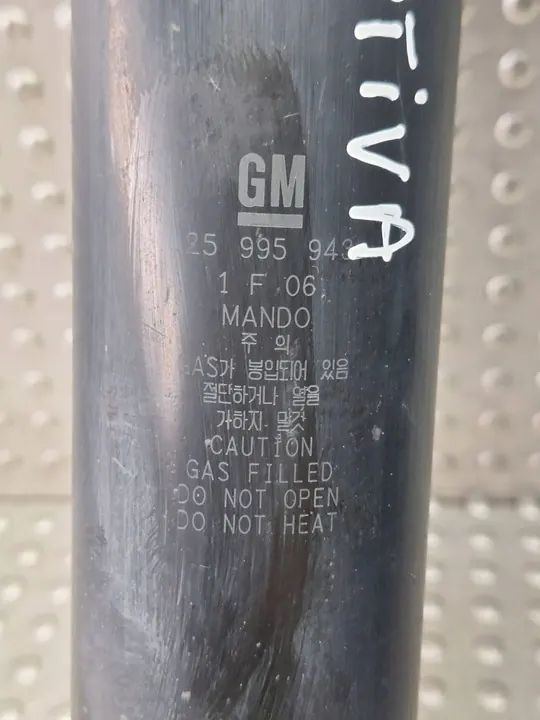 PTiVA
GM
25 995 943
1 F 06
MANDO
주 의
GAS가 봉입되어 있음
절단하거나 열을
가하지 말것
CAUTION
GAS FILLED
DO NOT OPEN
DO NOT HEAT